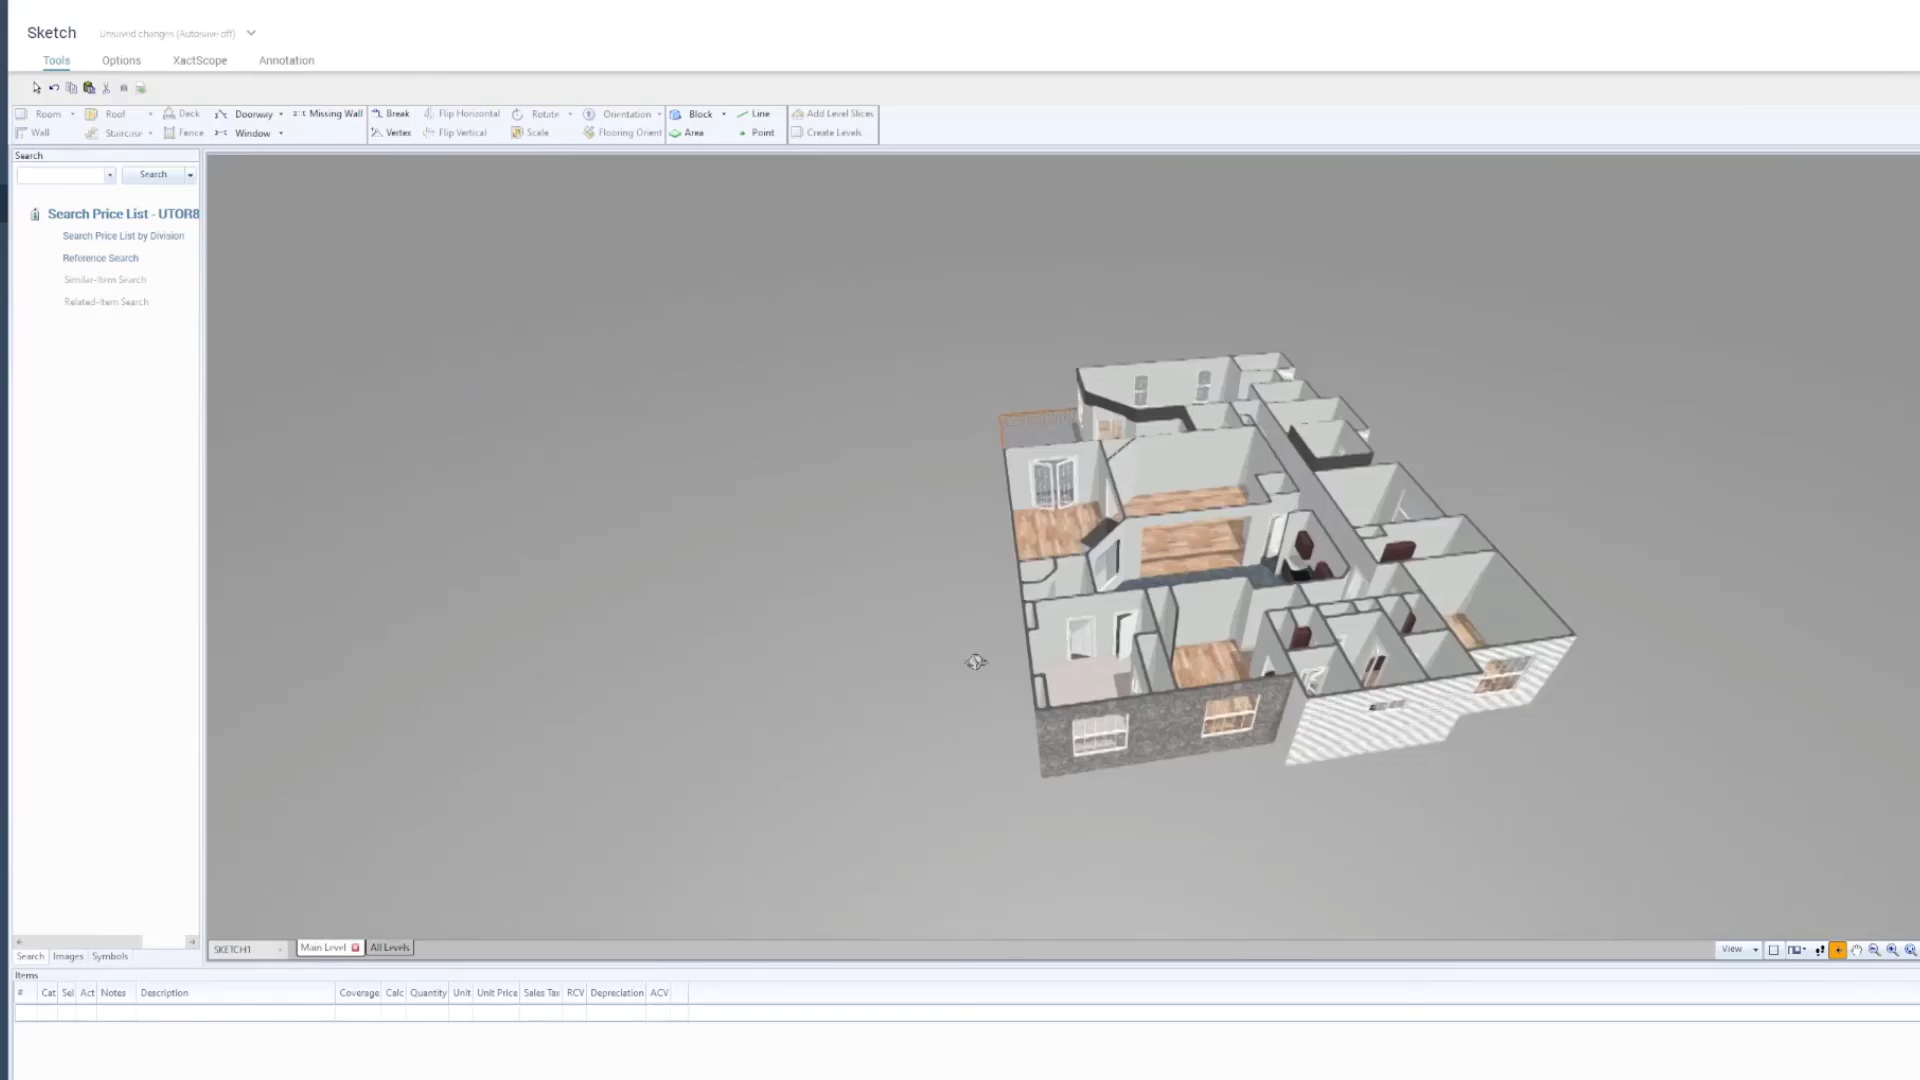 Sketch Unsaved changes (Autosave off)
Tools Options XactScope Annotation
Room Roof Deck Doorway Missing Wall Break Flip Horizontal Rotate Orientation Block Line Add Level Slices
Wall Staircase Fence Window Vertex Flip Vertical Scale Flooring Orient Area Point Create Levels
Search
Search
Search Price List - UTOR8
Search Price List by Division
Reference Search
Similar-Item Search
Related-Item Search
SKETCH1 Main Level All Levels View
Search Images Symbols
Items
# Cat Sel Act Notes Description Coverage Calc Quantity Unit Unit Price Sales Tax RCV Depreciation ACV